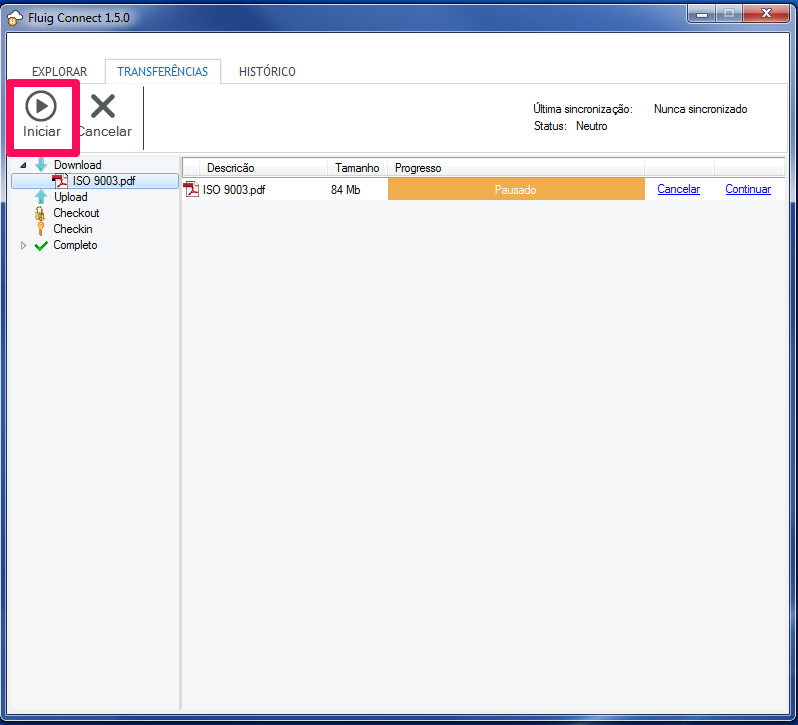 Fluig Connect 1.5.0
EXPLORAR TRANSFERÊNCIAS HISTÓRICO
Iniciar Cancelar
Última sincronização: Nunca sincronizado
Status: Neutro
Download
ISO 9003.pdf
Upload
Checkout
Checkin
Completo
Descricão Tamanho Progresso
ISO 9003.pdf 84 Mb Pausado Cancelar Continuar